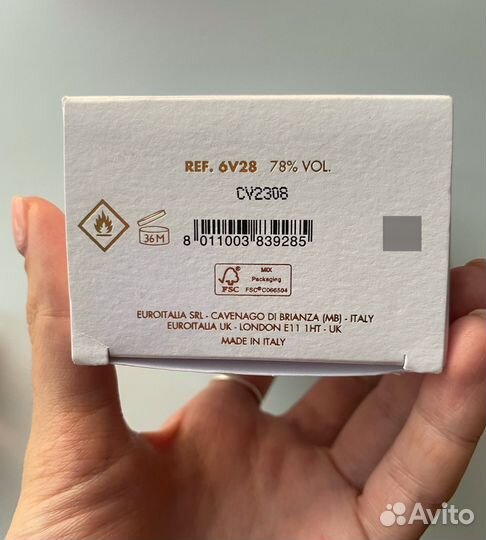 REF. 6V28 78% VOL.
CV2308
36M
8 011003 839285
FSC
MIX
Packaging
FSC® C066504
EUROITALIA SRL - CAVENAGO DI BRIANZA (MB) - ITALY
EUROITALIA UK - LONDON E11 1HT - UK
MADE IN ITALY
Avito